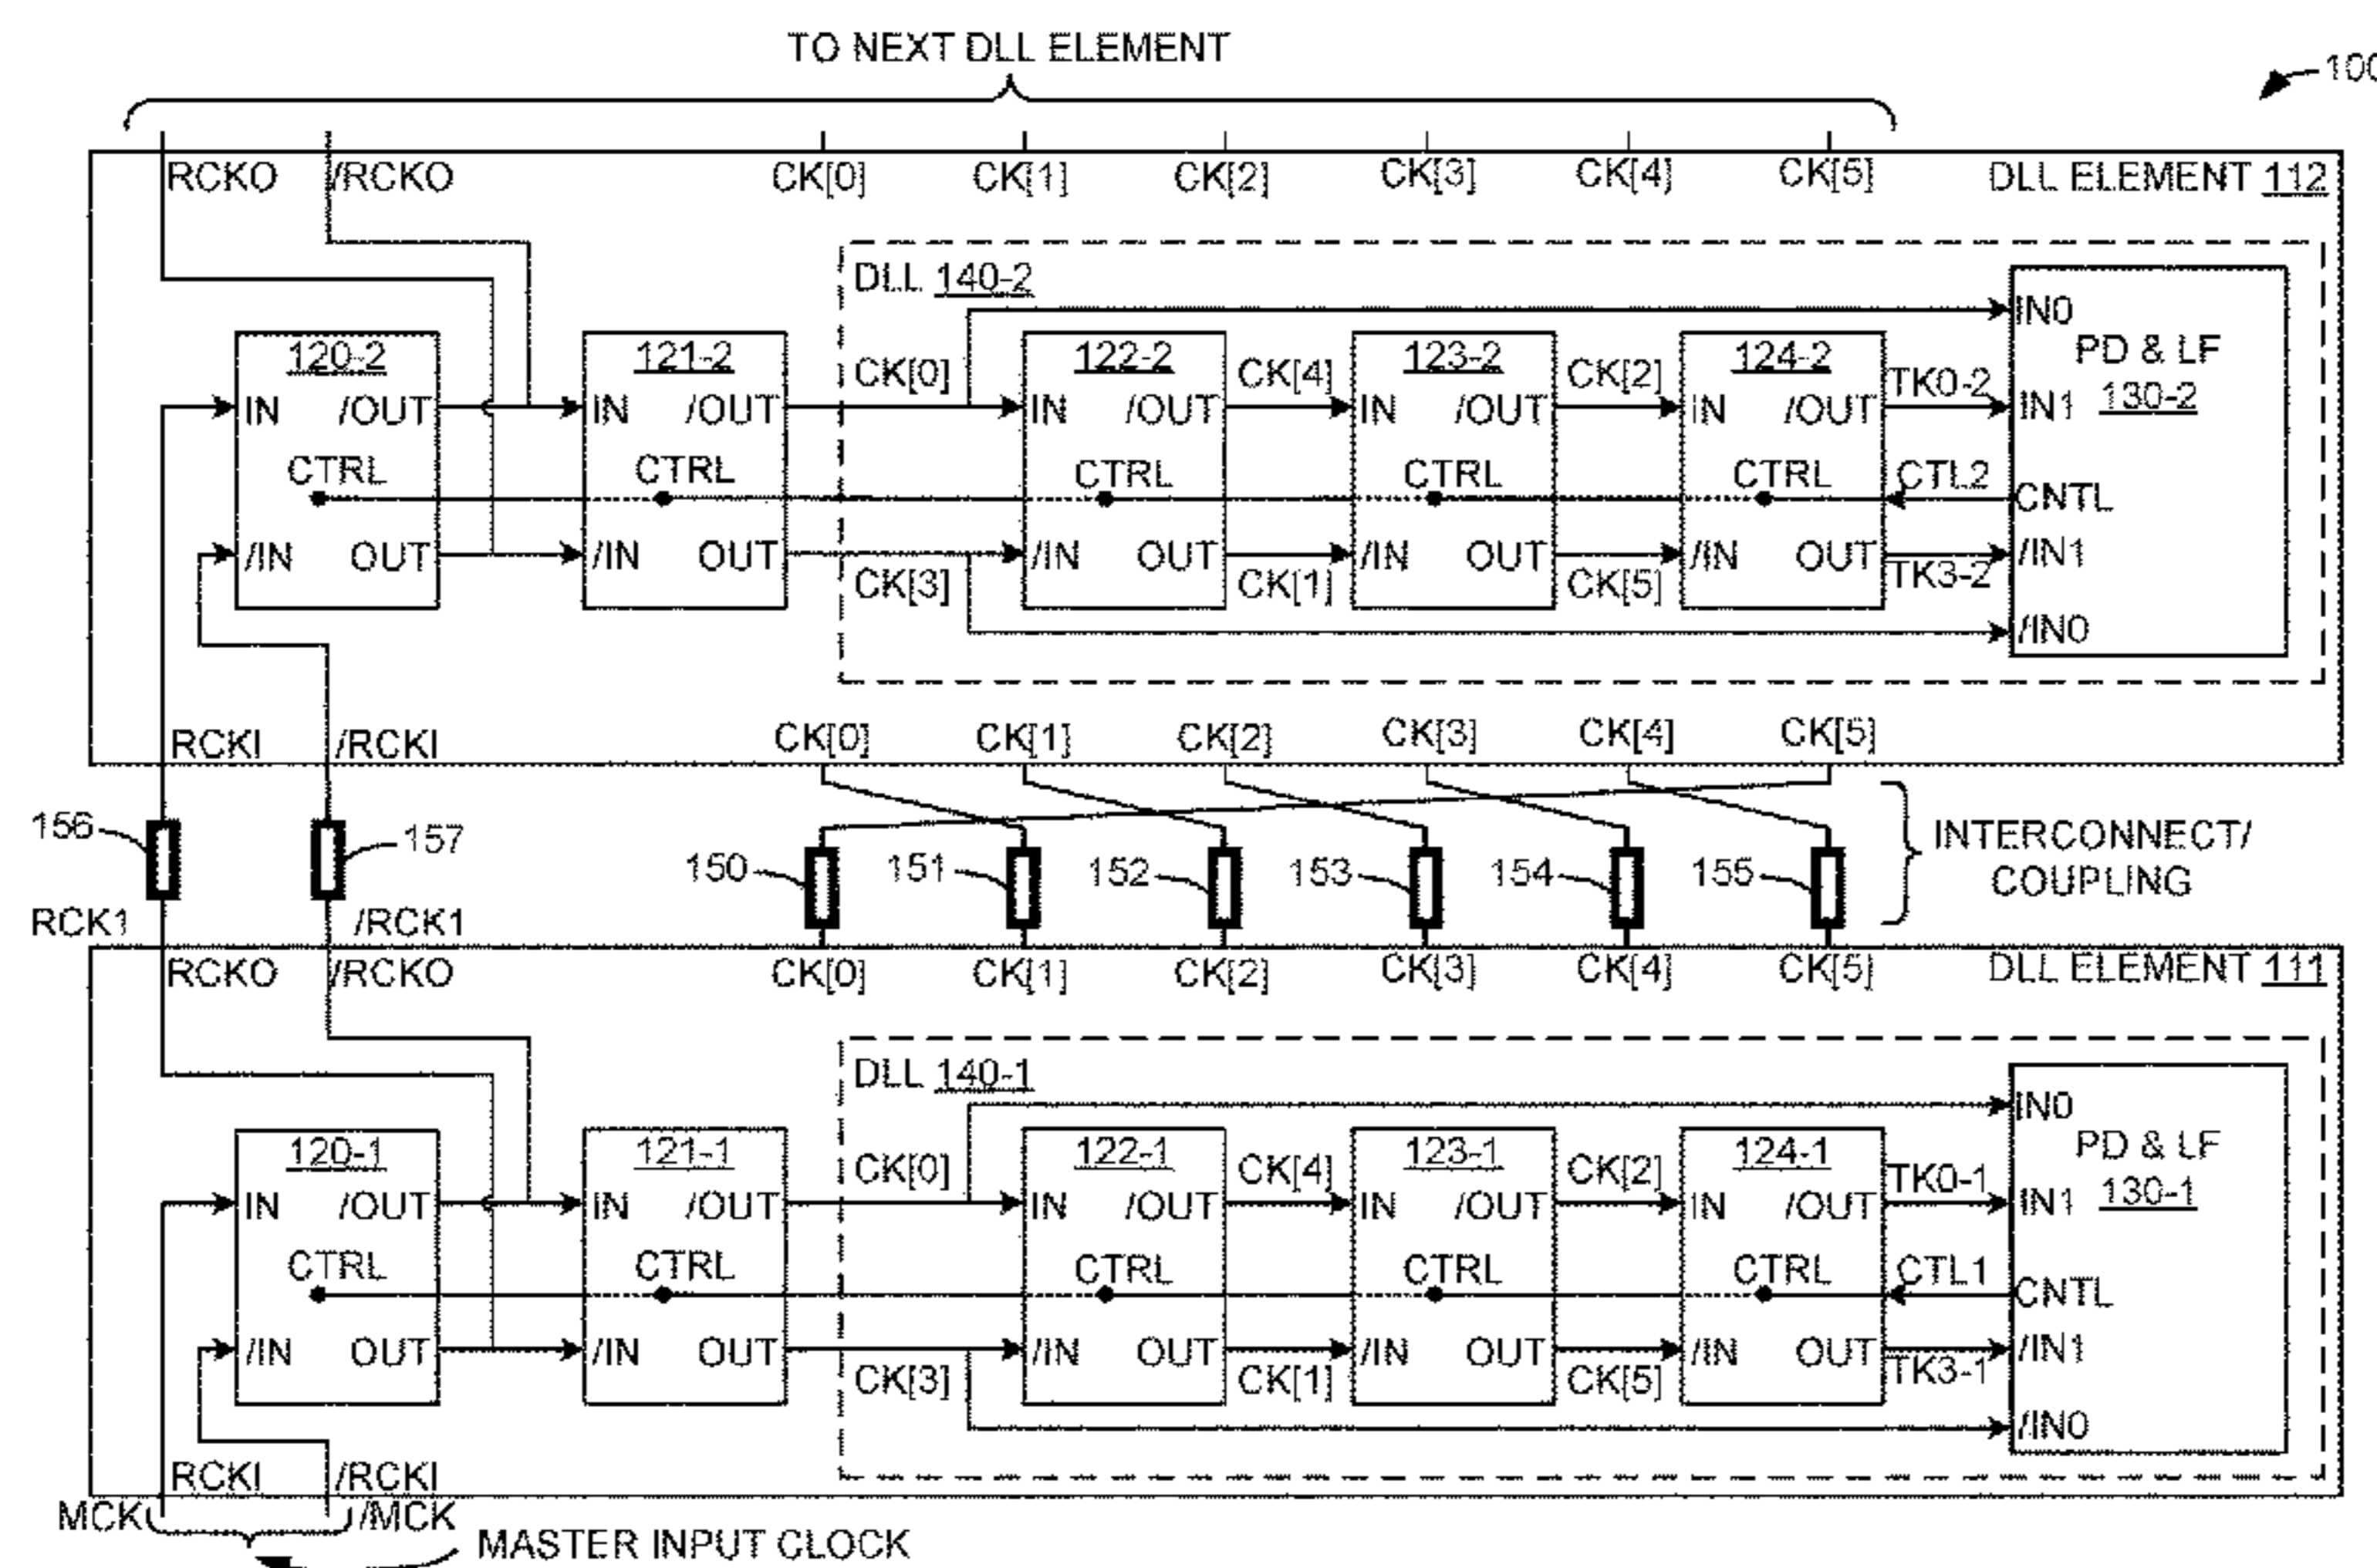 TO NEXT DLL ELEMENT
100
RCKO /RCKO CK[0] CK[1] CK[2] CK[3] CK[4] CK[5] DLL ELEMENT 112
DLL 140-2
IN0
120-2 121-2 122-2 123-2 124-2 PD & LF
CK[0] CK[4] CK[2] TK0-2
IN /OUT IN /OUT IN /OUT IN /OUT IN /OUT IN1 130-2
CTRL CTRL CTRL CTRL CTRL CTL2 CNTL
/IN OUT /IN OUT /IN OUT /IN OUT /IN OUT /IN1
CK[3] CK[1] CK[5] TK3-2
/IN0
RCKI /RCKI CK[0] CK[1] CK[2] CK[3] CK[4] CK[5]
156 157 150 151 152 153 154 155 INTERCONNECT/
COUPLING
RCK1 /RCK1
RCKO /RCKO CK[0] CK[1] CK[2] CK[3] CK[4] CK[5] DLL ELEMENT 111
DLL 140-1
IN0
120-1 121-1 122-1 123-1 124-1 PD & LF
CK[0] CK[4] CK[2] TK0-1
IN /OUT IN /OUT IN /OUT IN /OUT IN /OUT IN1 130-1
CTRL CTRL CTRL CTRL CTRL CTL1 CNTL
/IN OUT /IN OUT /IN OUT /IN OUT /IN OUT /IN1
CK[3] CK[1] CK[5] TK3-1
/IN0
RCKI /RCKI
MCK /MCK
MASTER INPUT CLOCK